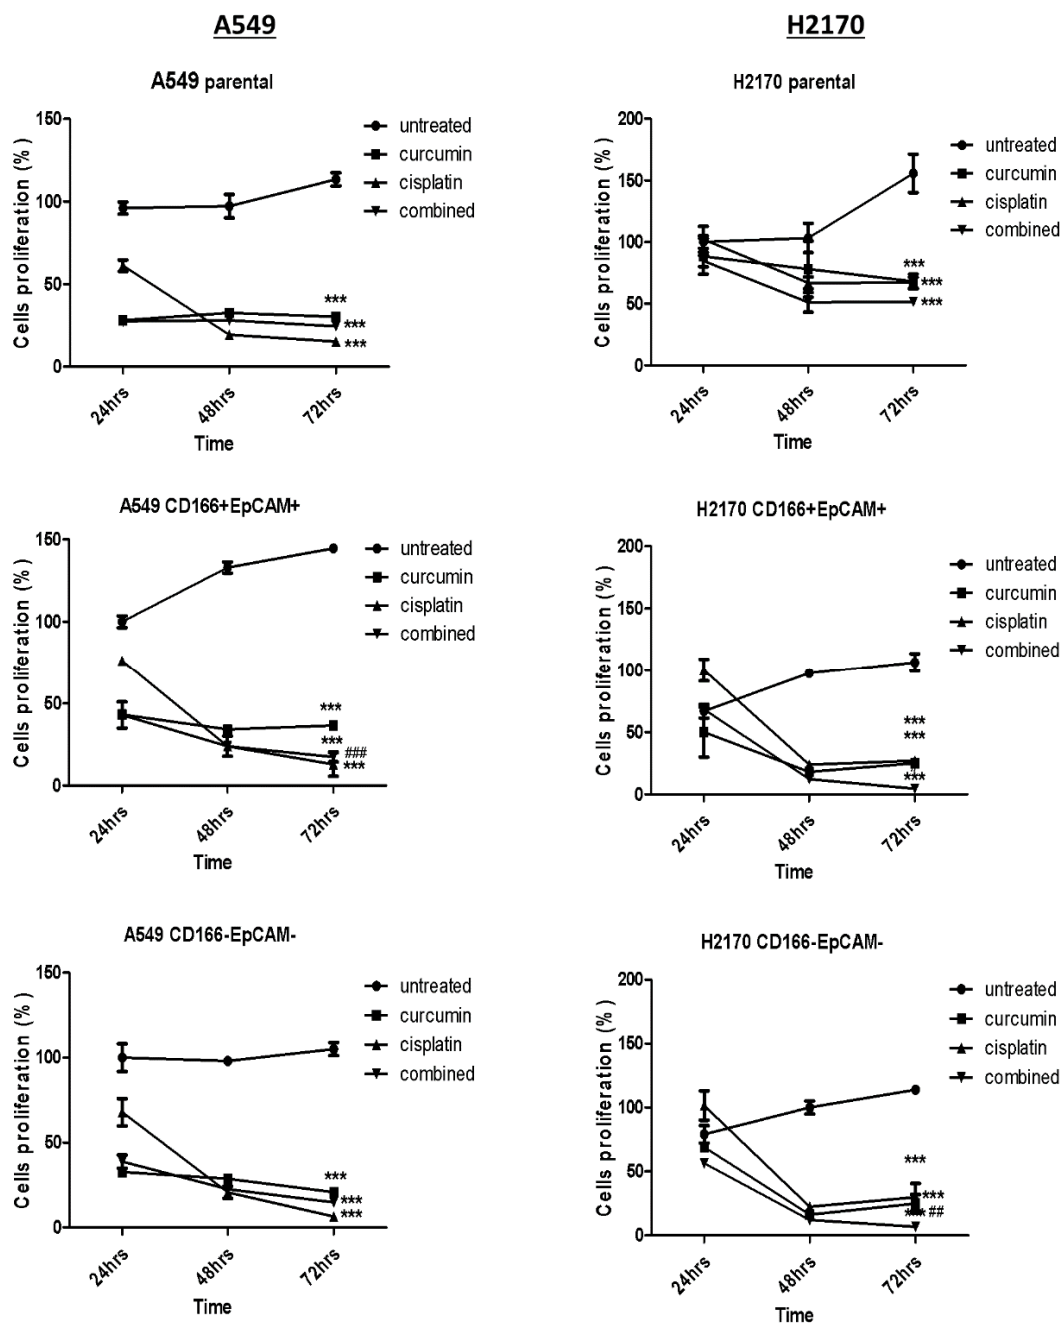 A549
H2170
A549 parental
Cells proliferation (%)
150
100
50
0
24hrs
48hrs
72hrs
Time
untreated
curcumin
cisplatin
combined
***
***
***
H2170 parental
Cells proliferation (%)
200
150
100
50
0
24hrs
48hrs
72hrs
Time
untreated
curcumin
cisplatin
combined
***
***
***
A549 CD166+EpCAM+
Cells proliferation (%)
150
100
50
0
24hrs
48hrs
72hrs
Time
untreated
curcumin
cisplatin
combined
***
***
###
***
H2170 CD166+EpCAM+
Cells proliferation (%)
200
150
100
50
0
24hrs
48hrs
72hrs
Time
untreated
curcumin
cisplatin
combined
***
***
***
A549 CD166-EpCAM-
Cells proliferation (%)
150
100
50
0
24hrs
48hrs
72hrs
Time
untreated
curcumin
cisplatin
combined
***
***
***
H2170 CD166-EpCAM-
Cells proliferation (%)
200
150
100
50
0
24hrs
48hrs
72hrs
Time
untreated
curcumin
cisplatin
combined
***
***
*** ##